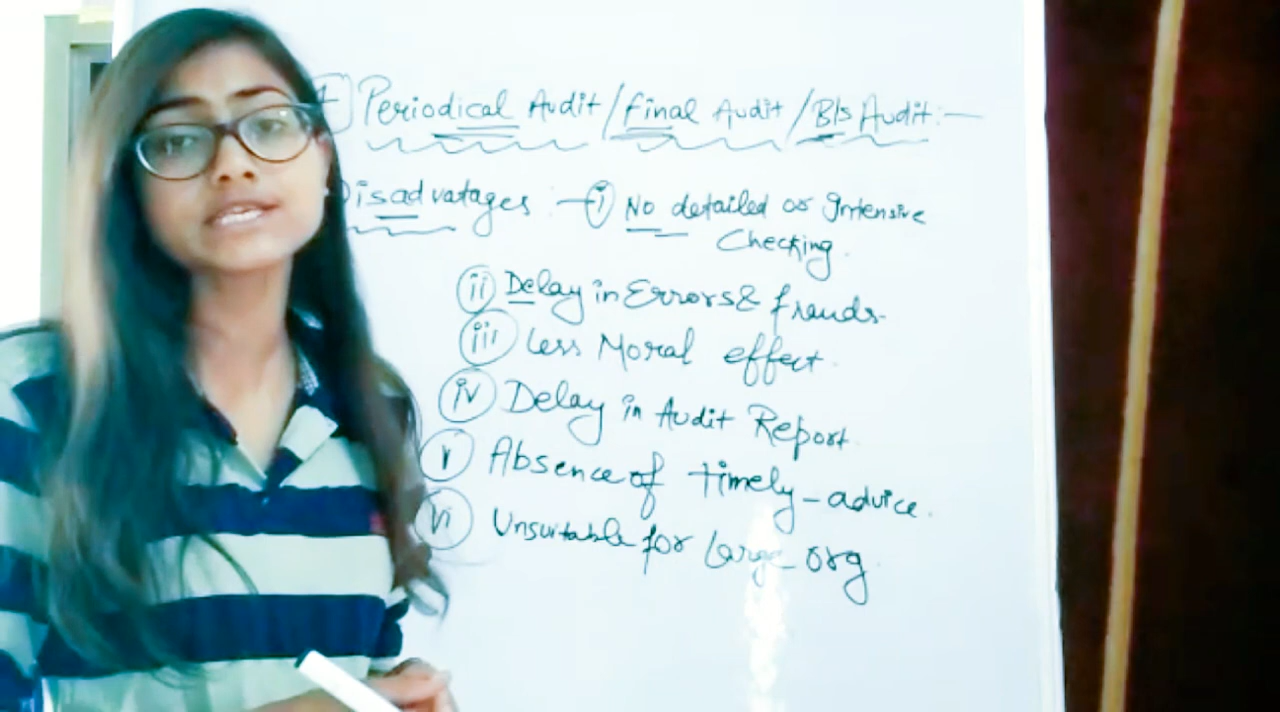 Periodical Audit / final Audit / B/s Audit :-
Disadvatages :- (i) No detailed or Intensive
Checking.
(ii) Delay in Errors & frauds.
(iii) Less Moral effect.
(iv) Delay in Audit Report.
(v) Absence of timely - advice.
(vi) Unsuitable for large org